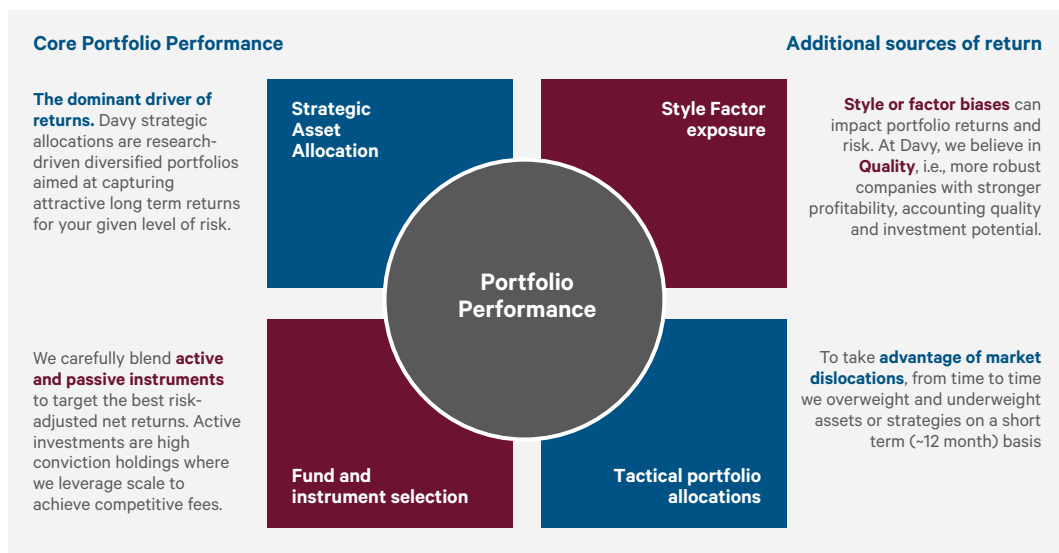 Core Portfolio Performance
Additional sources of return
The dominant driver of
returns. Davy strategic
allocations are research-
driven diversified portfolios
aimed at capturing
attractive long term returns
for your given level of risk.
Strategic
Asset
Allocation
Style Factor
exposure
Style or factor biases can
impact portfolio returns and
risk. At Davy, we believe in
Quality, i.e., more robust
companies with stronger
profitability, accounting quality
and investment potential.
Portfolio
Performance
We carefully blend active
and passive instruments
to target the best risk-
adjusted net returns. Active
investments are high
conviction holdings where
we leverage scale to
achieve competitive fees.
Fund and
instrument selection
Tactical portfolio
allocations
To take advantage of market
dislocations, from time to time
we overweight and underweight
assets or strategies on a short
term (~12 month) basis